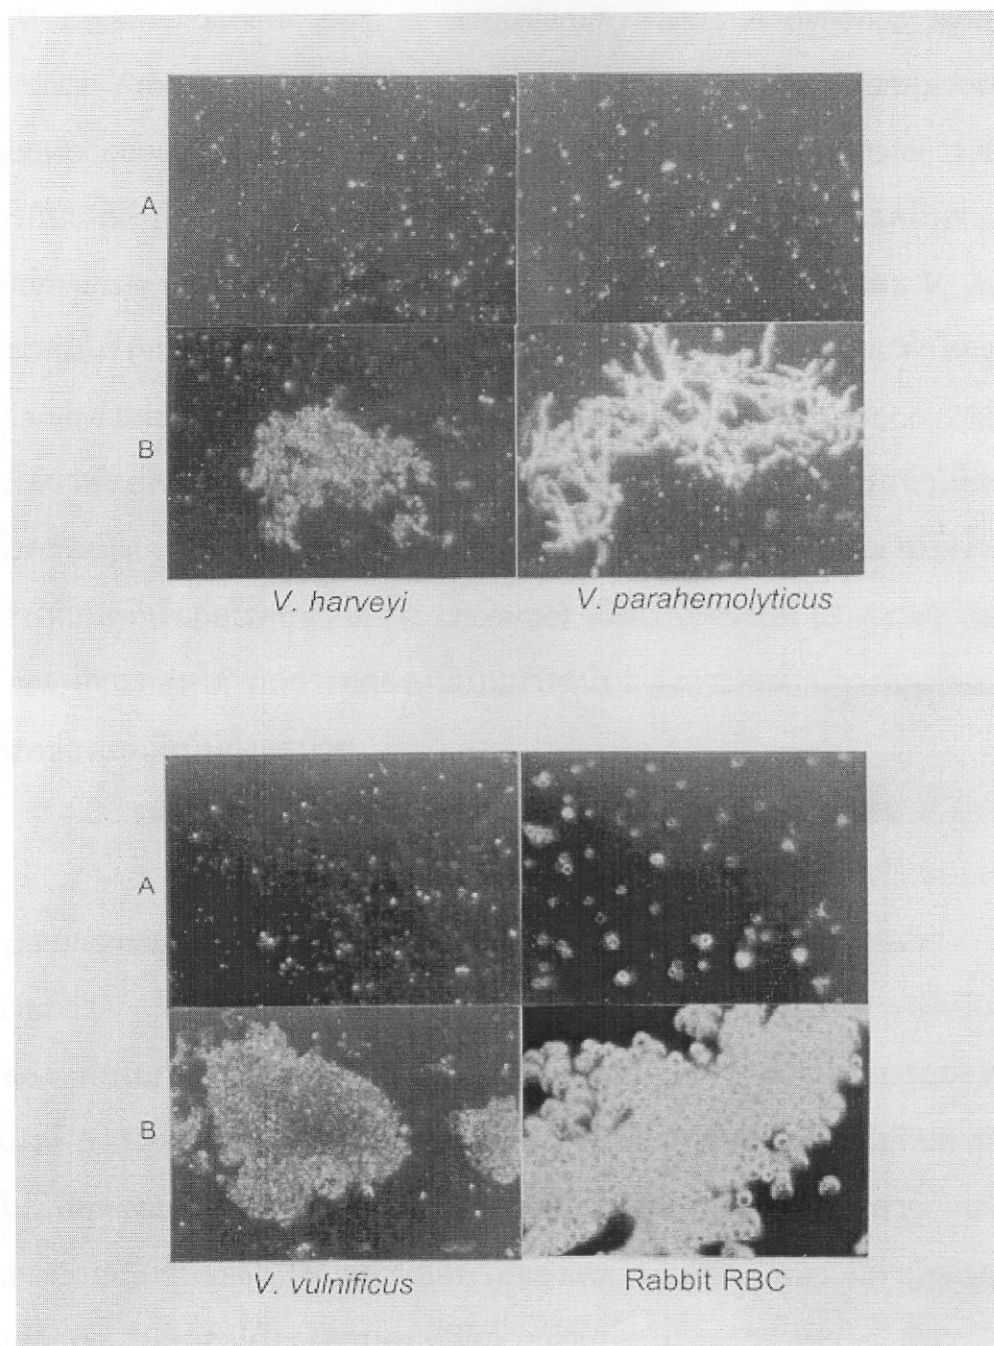 A
B
V. harveyi
V. parahemolyticus
A
B
V. vulnificus
Rabbit RBC